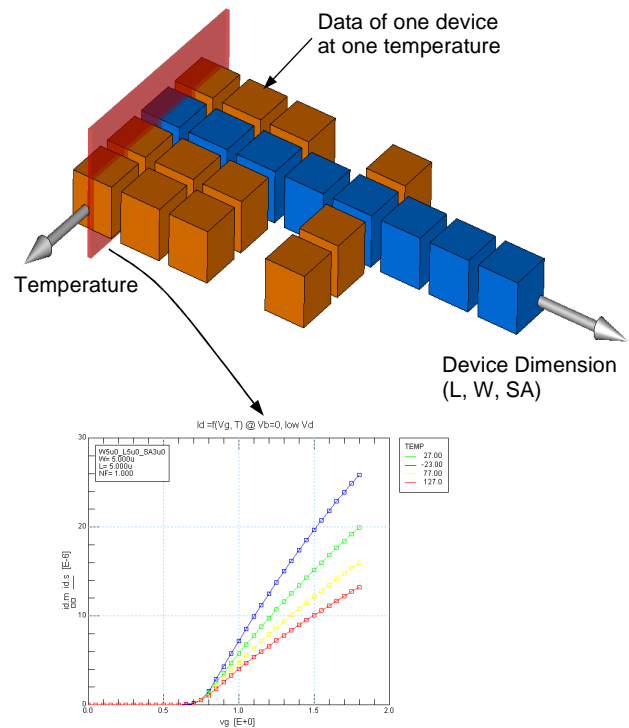 Data of one device
at one temperature
Temperature
Device Dimension
(L, W, SA)
Id =f(Vg, T) @ Vb=0, low Vd
W5u0_L5u0_SA3u0
W= 5.000u
L= 5.000u
NF= 1.000
TEMP
27.00
-23.00
77.00
127.0
30
20
10
0
id.m id.s [E-6]
0.0 0.5 1.0 1.5 2.0
vg [E+0]